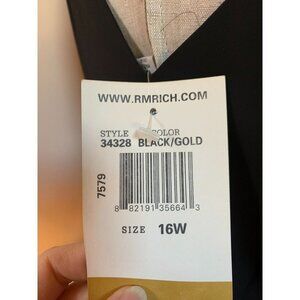 WWW.RMRICH.COM
STYLE COLOR
34328 BLACK/GOLD
7579
8 82191 35664 3
SIZE 16W